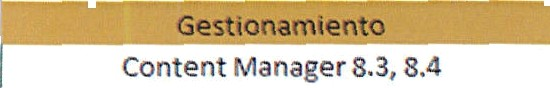 Gestionamiento
Content Manager 8.3, 8.4